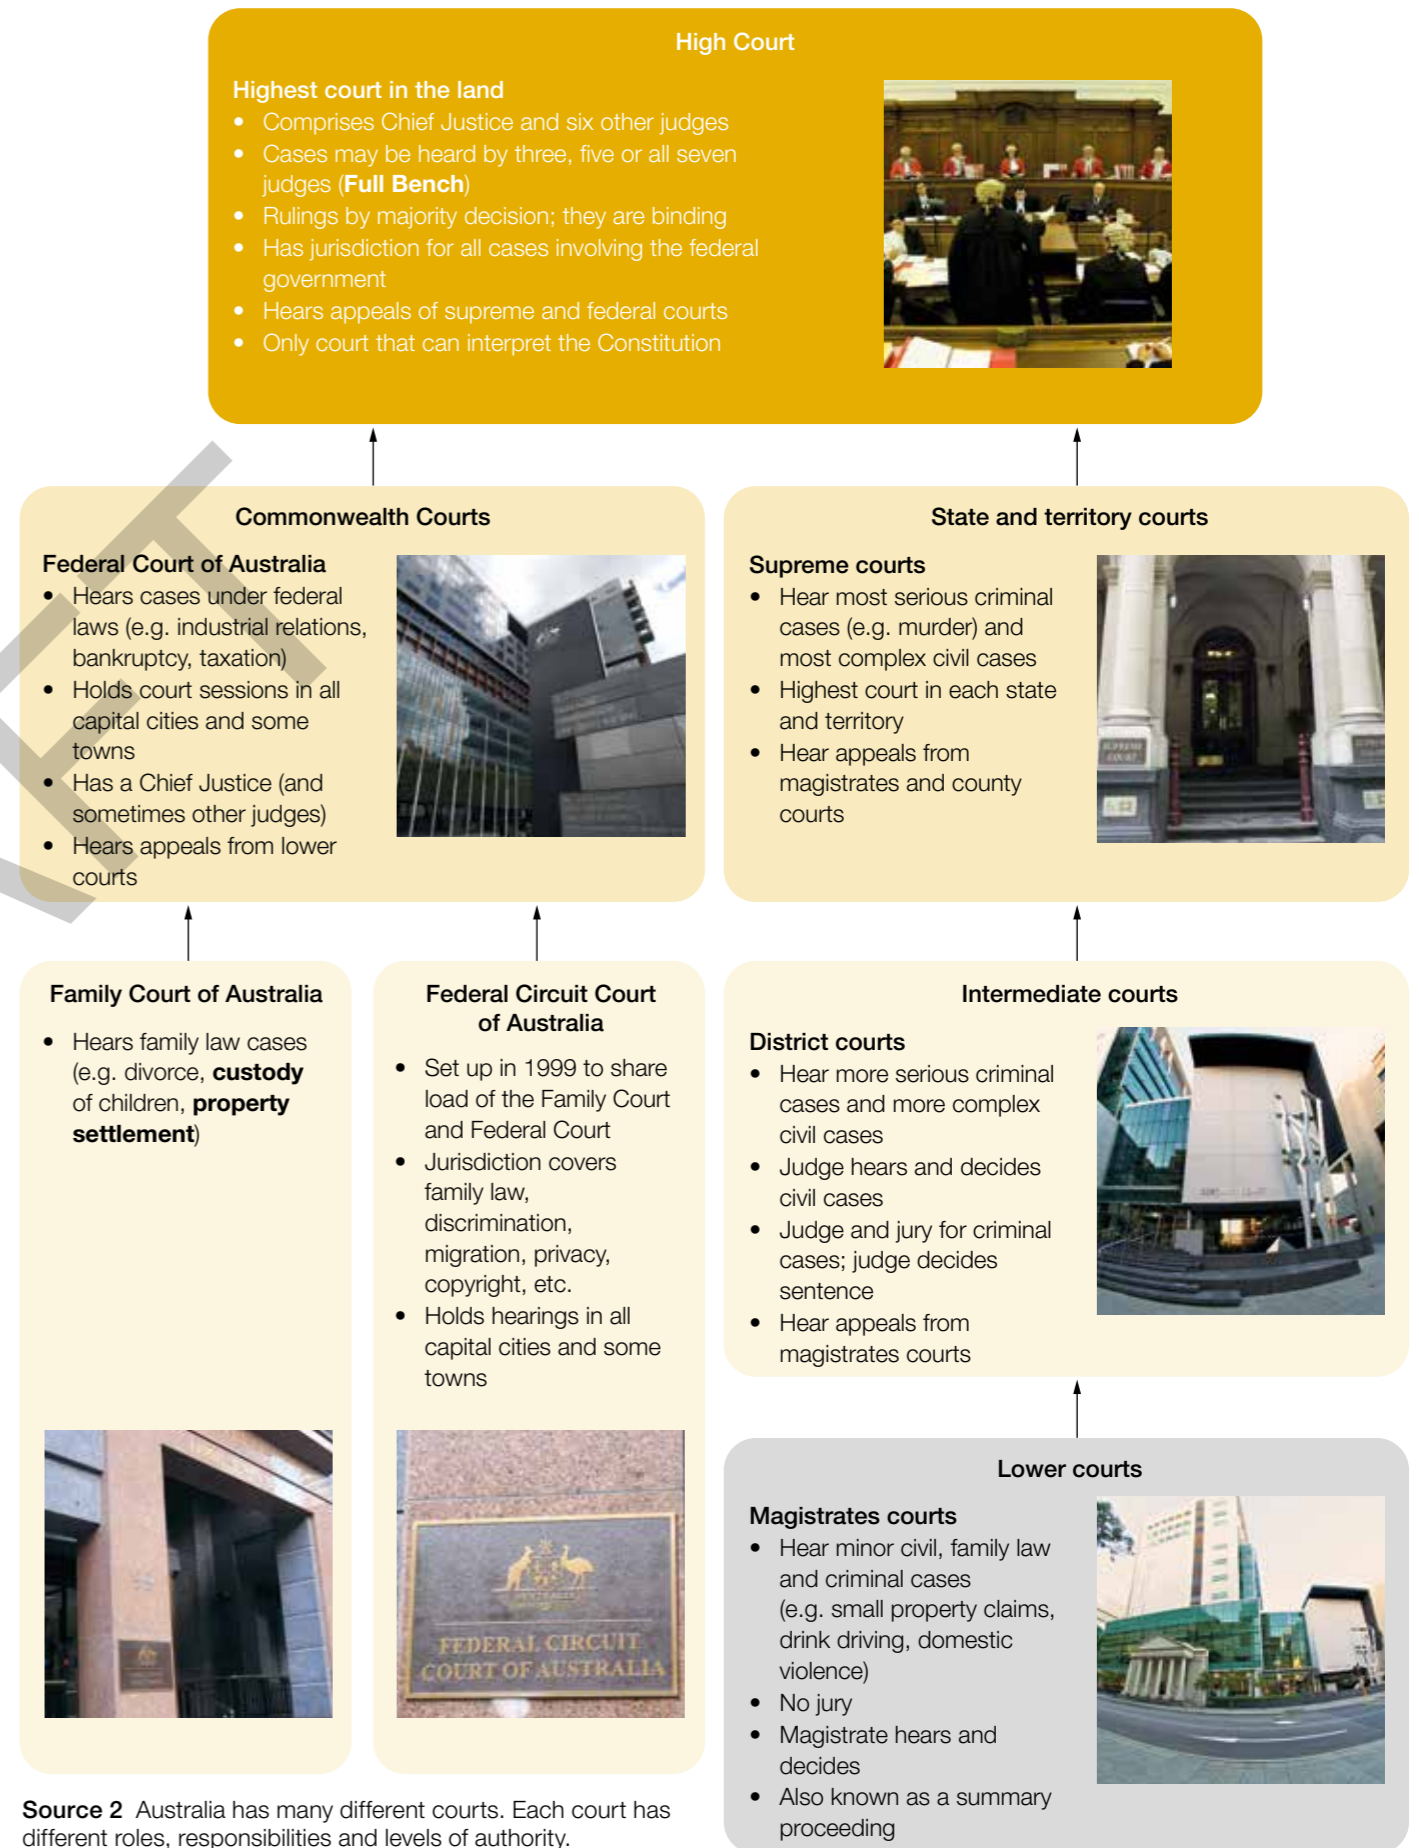 High Court
Highest court in the land
• Comprises Chief Justice and six other judges
• Cases may be heard by three, five or all seven
judges (Full Bench)
• Rulings by majority decision; they are binding
• Has jurisdiction for all cases involving the federal
government
• Hears appeals of supreme and federal courts
• Only court that can interpret the Constitution
Commonwealth Courts
Federal Court of Australia
• Hears cases under federal
laws (e.g. industrial relations,
bankruptcy, taxation)
• Holds court sessions in all
capital cities and some
towns
• Has a Chief Justice (and
sometimes other judges)
• Hears appeals from lower
courts
State and territory courts
Supreme courts
• Hear most serious criminal
cases (e.g. murder) and
most complex civil cases
• Highest court in each state
and territory
• Hear appeals from
magistrates and county
courts
SUPREME
COURT
Family Court of Australia
• Hears family law cases
(e.g. divorce, custody
of children, property
settlement)
Federal Circuit Court
of Australia
• Set up in 1999 to share
load of the Family Court
and Federal Court
• Jurisdiction covers
family law,
discrimination,
migration, privacy,
copyright, etc.
• Holds hearings in all
capital cities and some
towns
FEDERAL CIRCUIT
COURT OF AUSTRALIA
Intermediate courts
District courts
• Hear more serious criminal
cases and more complex
civil cases
• Judge hears and decides
civil cases
• Judge and jury for criminal
cases; judge decides
sentence
• Hear appeals from
magistrates courts
Lower courts
Magistrates courts
• Hear minor civil, family law
and criminal cases
(e.g. small property claims,
drink driving, domestic
violence)
• No jury
• Magistrate hears and
decides
• Also known as a summary
proceeding
Source 2 Australia has many different courts. Each court has
different roles, responsibilities and levels of authority.